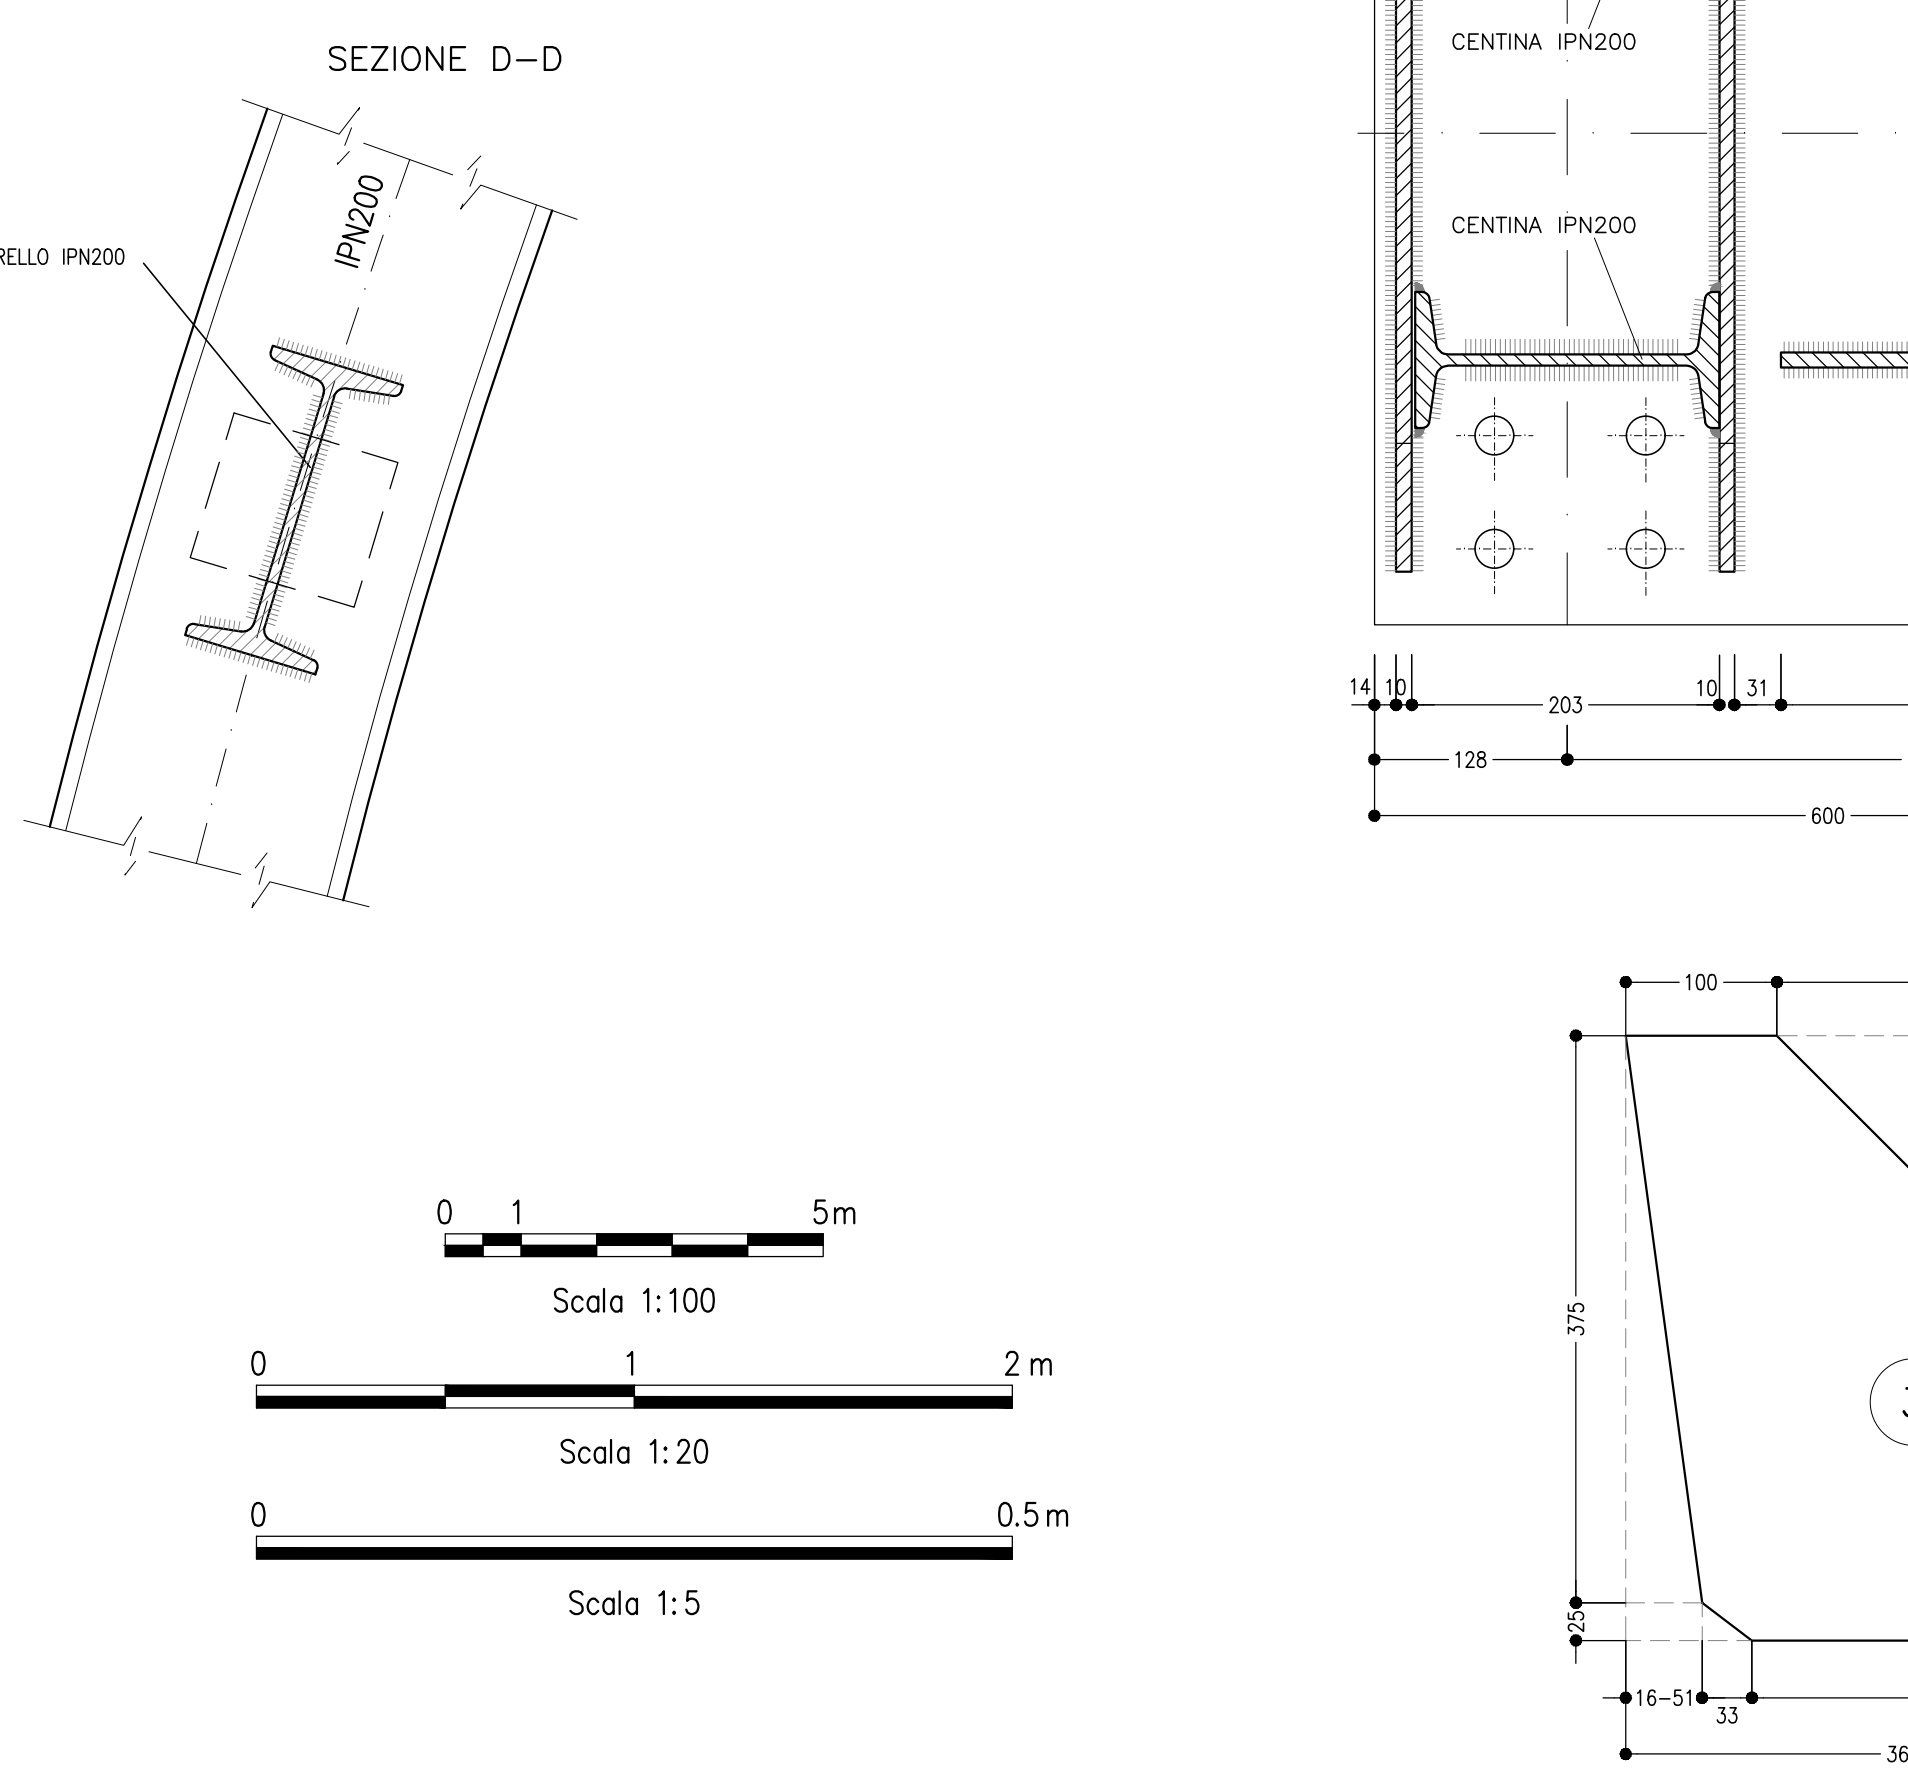 SEZIONE D-D
CENTINA IPN200
IPN200
CENTINA IPN200
RELLO IPN200
14
10
203
10
31
128
600
100
375
25
16-51
33
36
0 1 5m
Scala 1:100
0 1 2m
Scala 1:20
0 0.5m
Scala 1:5